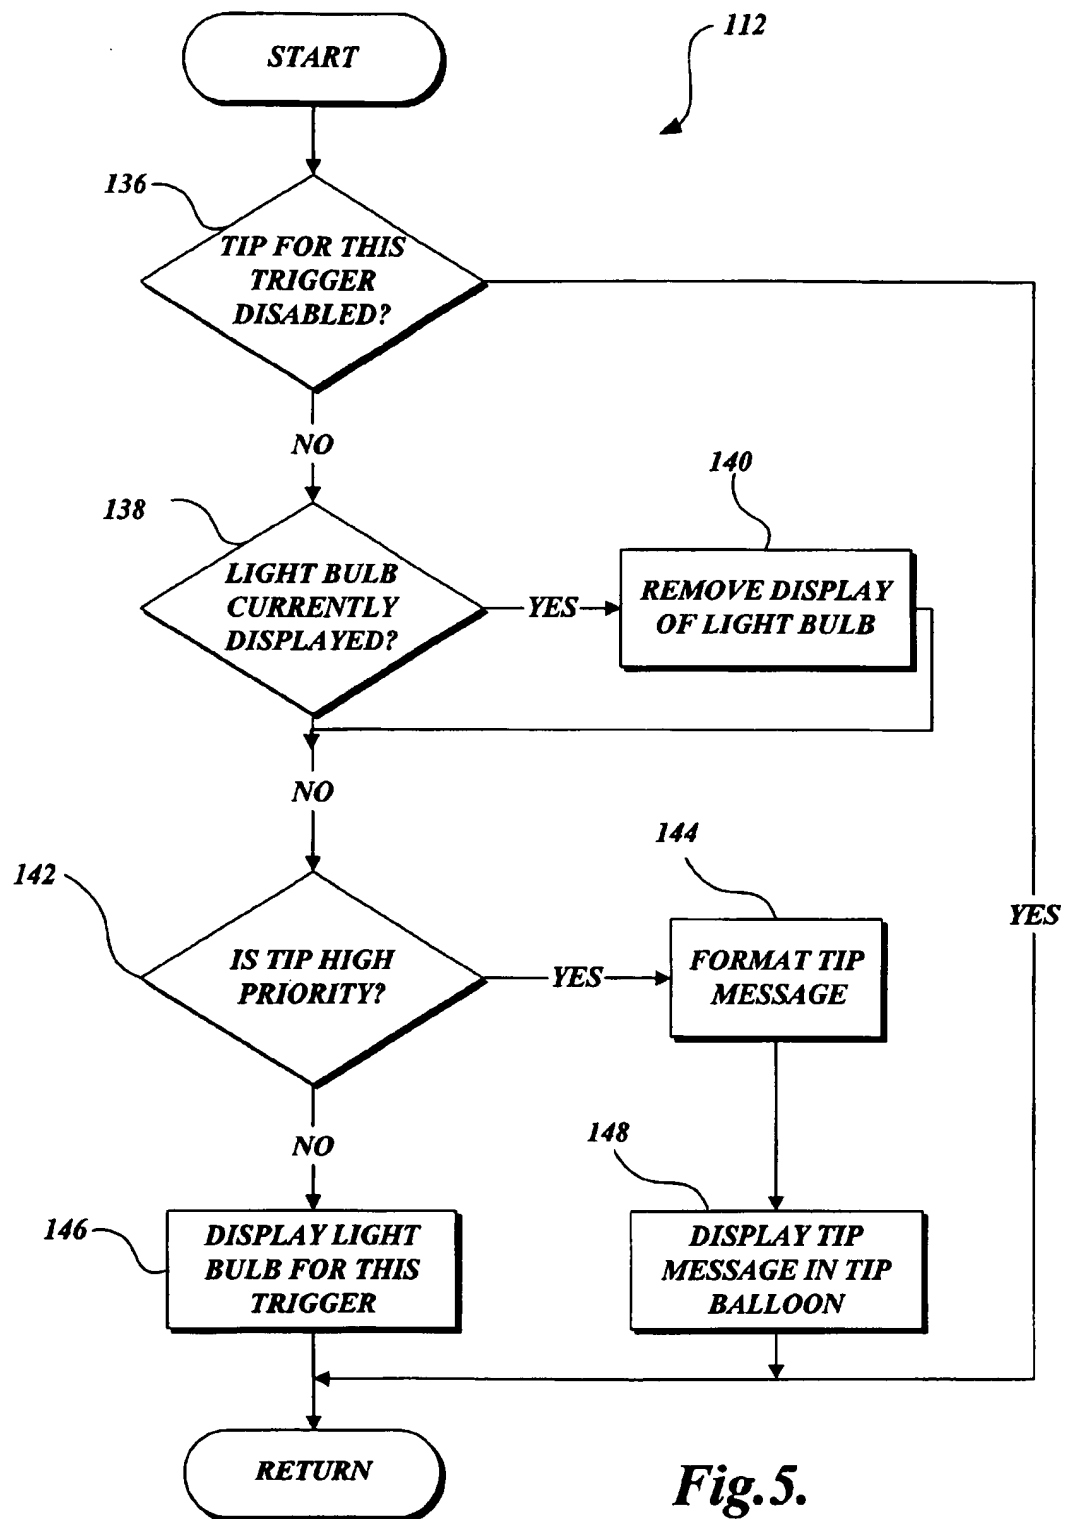 START
112
136
TIP FOR THIS
TRIGGER
DISABLED?
NO
138
LIGHT BULB
CURRENTLY
DISPLAYED?
YES
140
REMOVE DISPLAY
OF LIGHT BULB
NO
142
IS TIP HIGH
PRIORITY?
YES
144
FORMAT TIP
MESSAGE
YES
NO
146
DISPLAY LIGHT
BULB FOR THIS
TRIGGER
148
DISPLAY TIP
MESSAGE IN TIP
BALLOON
RETURN
Fig.5.